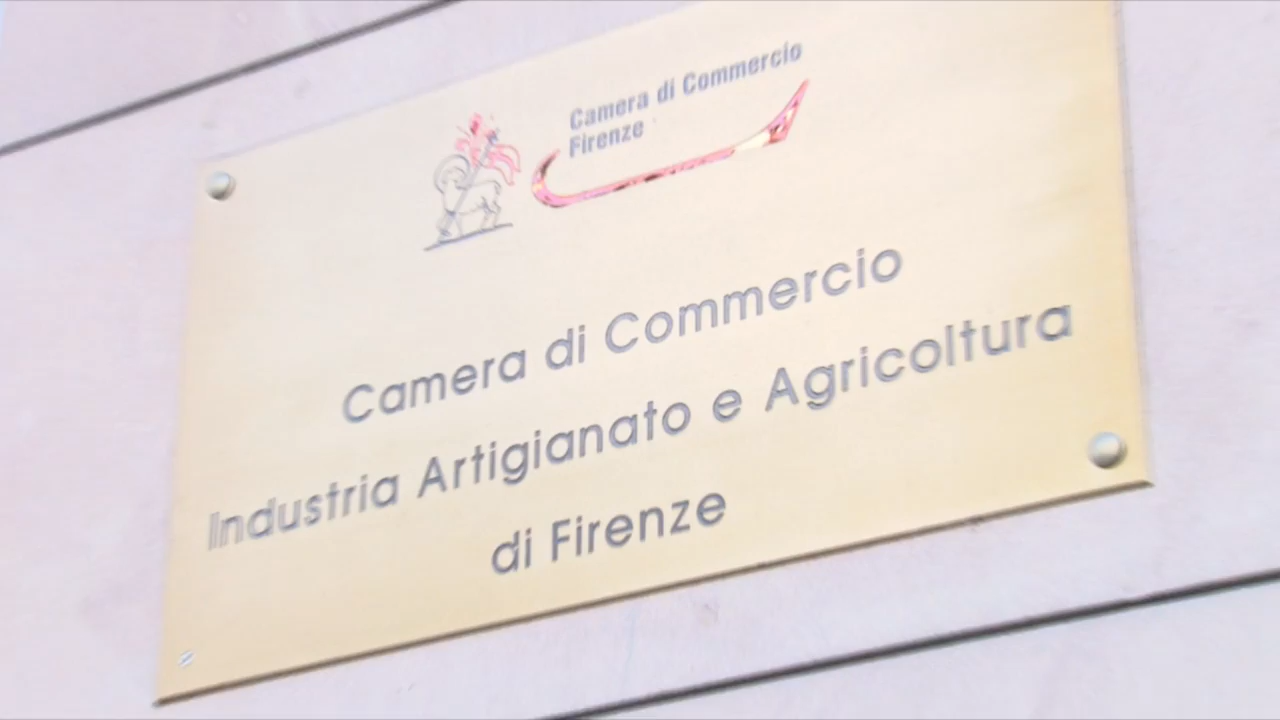 Camera di Commercio
Firenze
Camera di Commercio
Industria Artigianato e Agricoltura
di Firenze